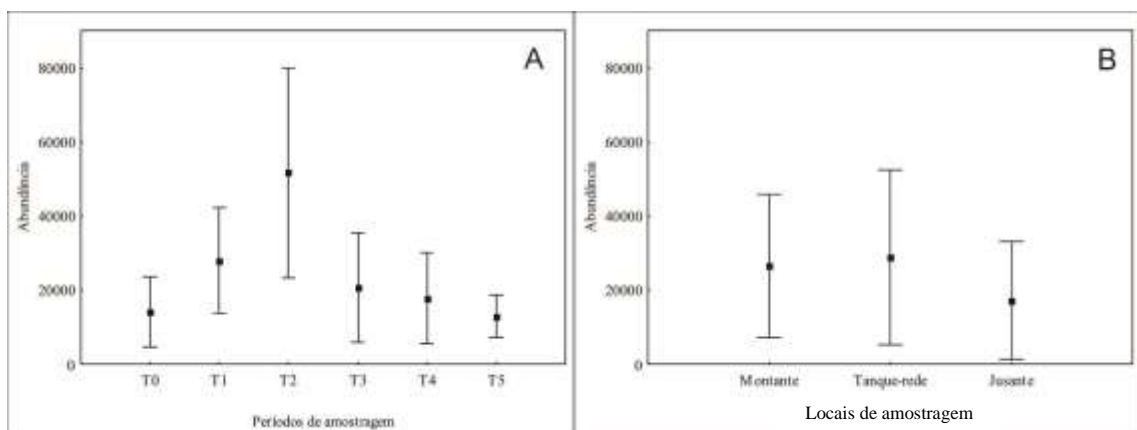 A
80000
60000
40000
20000
0
Abundância
T0 T1 T2 T3 T4 T5
Períodos de amostragem
B
80000
60000
40000
20000
0
Abundância
Montante Tanque-rede Jusante
Locais de amostragem